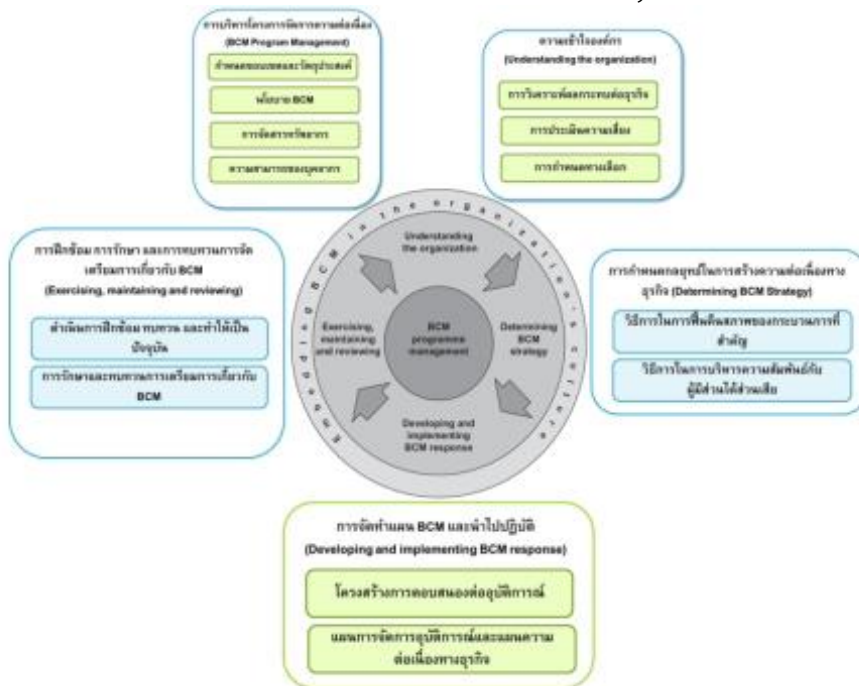 การบริหารโครงการจัดการความต่อเนื่อง
(BCM Program Management)
กำหนดขอบเขตและวัตถุประสงค์
นโยบาย BCM
การจัดสรรทรัพยากร
ความสามารถของบุคลากร
ความเข้าใจองค์กร
(Understanding the organization)
การวิเคราะห์ผลกระทบต่อธุรกิจ
การประเมินความเสี่ยง
การกำหนดทางเลือก
การฝึกซ้อม การรักษา และการทบทวนการจัด
เตรียมการเกี่ยวกับ BCM
(Exercising, maintaining and reviewing)
ดำเนินการฝึกซ้อม ทบทวน และทำให้เป็น
ปัจจุบัน
การรักษาและทบทวนการเตรียมการเกี่ยวกับ
BCM
Embedding BCM in the organization's culture
Understanding
the organization
Exercising,
maintaining
and reviewing
BCM
programme
management
Determining
BCM
strategy
Developing and
implementing
BCM response
การกำหนดกลยุทธ์ในการสร้างความต่อเนื่องทาง
ธุรกิจ (Determining BCM Strategy)
วิธีการในการฟื้นคืนสภาพของกระบวนการที่
สำคัญ
วิธีการในการบริหารความสัมพันธ์กับ
ผู้มีส่วนได้ส่วนเสีย
การจัดทำแผน BCM และนำไปปฏิบัติ
(Developing and implementing BCM response)
โครงสร้างการตอบสนองต่ออุบัติการณ์
แผนการจัดการอุบัติการณ์และแผนความ
ต่อเนื่องทางธุรกิจ